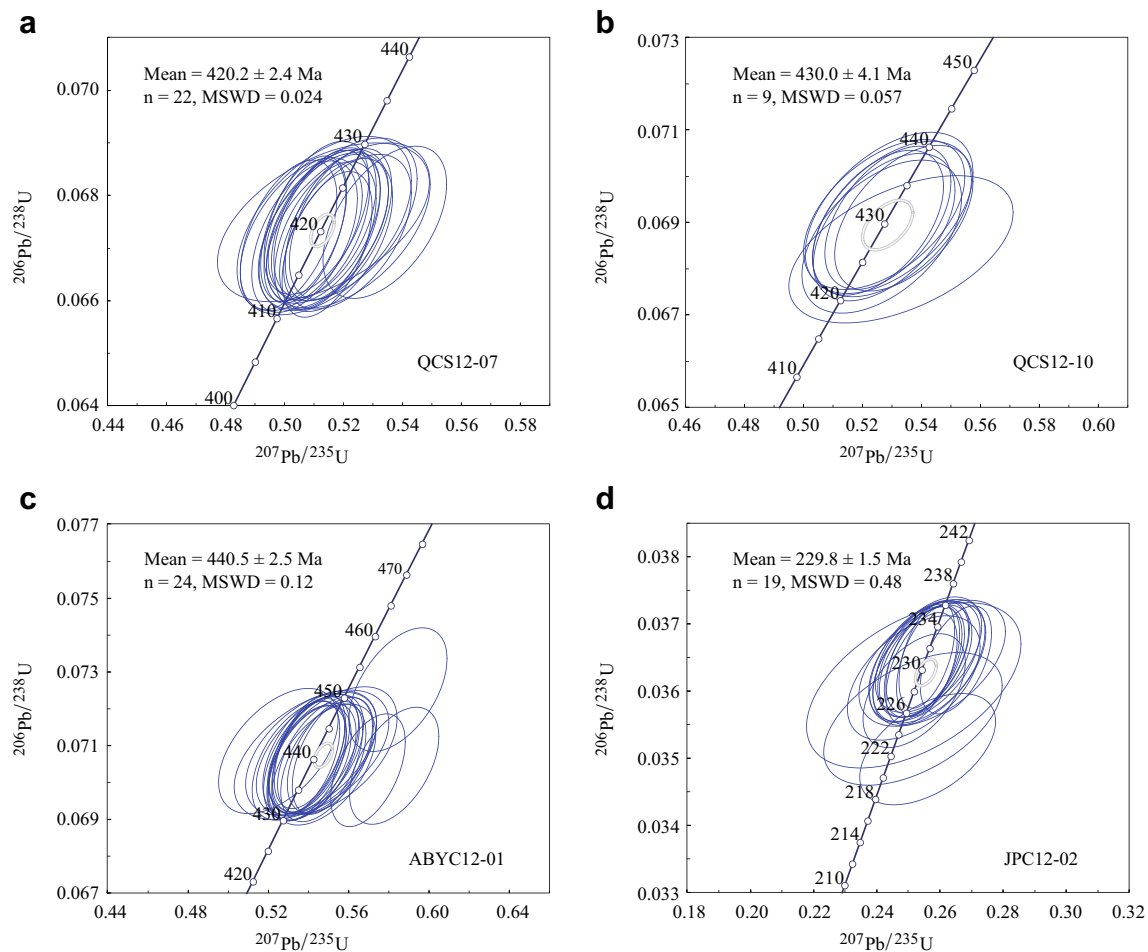 a
Mean = 420.2 ± 2.4 Ma
n = 22, MSWD = 0.024
440
430
420
410
400
0.070
0.068
0.066
0.064
²⁰⁶Pb/²³⁸U
QCS12-07
0.44 0.46 0.48 0.50 0.52 0.54 0.56 0.58
²⁰⁷Pb/²³⁵U
b
Mean = 430.0 ± 4.1 Ma
n = 9, MSWD = 0.057
450
440
430
420
410
0.073
0.071
0.069
0.067
0.065
²⁰⁶Pb/²³⁸U
QCS12-10
0.46 0.48 0.50 0.52 0.54 0.56 0.58 0.60
²⁰⁷Pb/²³⁵U
c
Mean = 440.5 ± 2.5 Ma
n = 24, MSWD = 0.12
470
460
450
440
430
420
0.077
0.075
0.073
0.071
0.069
0.067
²⁰⁶Pb/²³⁸U
ABYC12-01
0.44 0.48 0.52 0.56 0.60 0.64
²⁰⁷Pb/²³⁵U
d
Mean = 229.8 ± 1.5 Ma
n = 19, MSWD = 0.48
242
238
234
230
226
222
218
214
210
0.038
0.037
0.036
0.035
0.034
0.033
²⁰⁶Pb/²³⁸U
JPC12-02
0.18 0.20 0.22 0.24 0.26 0.28 0.30 0.32
²⁰⁷Pb/²³⁵U